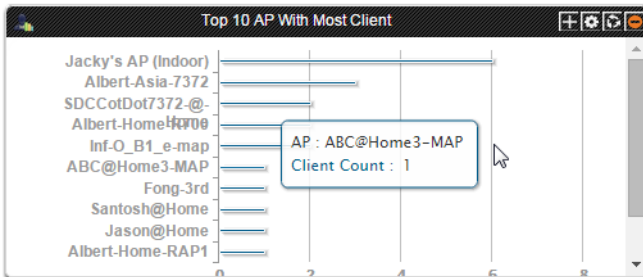 Top 10 AP With Most Client
Jacky's AP (Indoor)
Albert-Asia-7372
SDCCotDot7372-@-
Home
Albert-Home-R700
Inf-O_B1_e-map
ABC@Home3-MAP
Fong-3rd
Santosh@Home
Jason@Home
Albert-Home-RAP1
AP : ABC@Home3-MAP
Client Count : 1
0 2 4 6 8